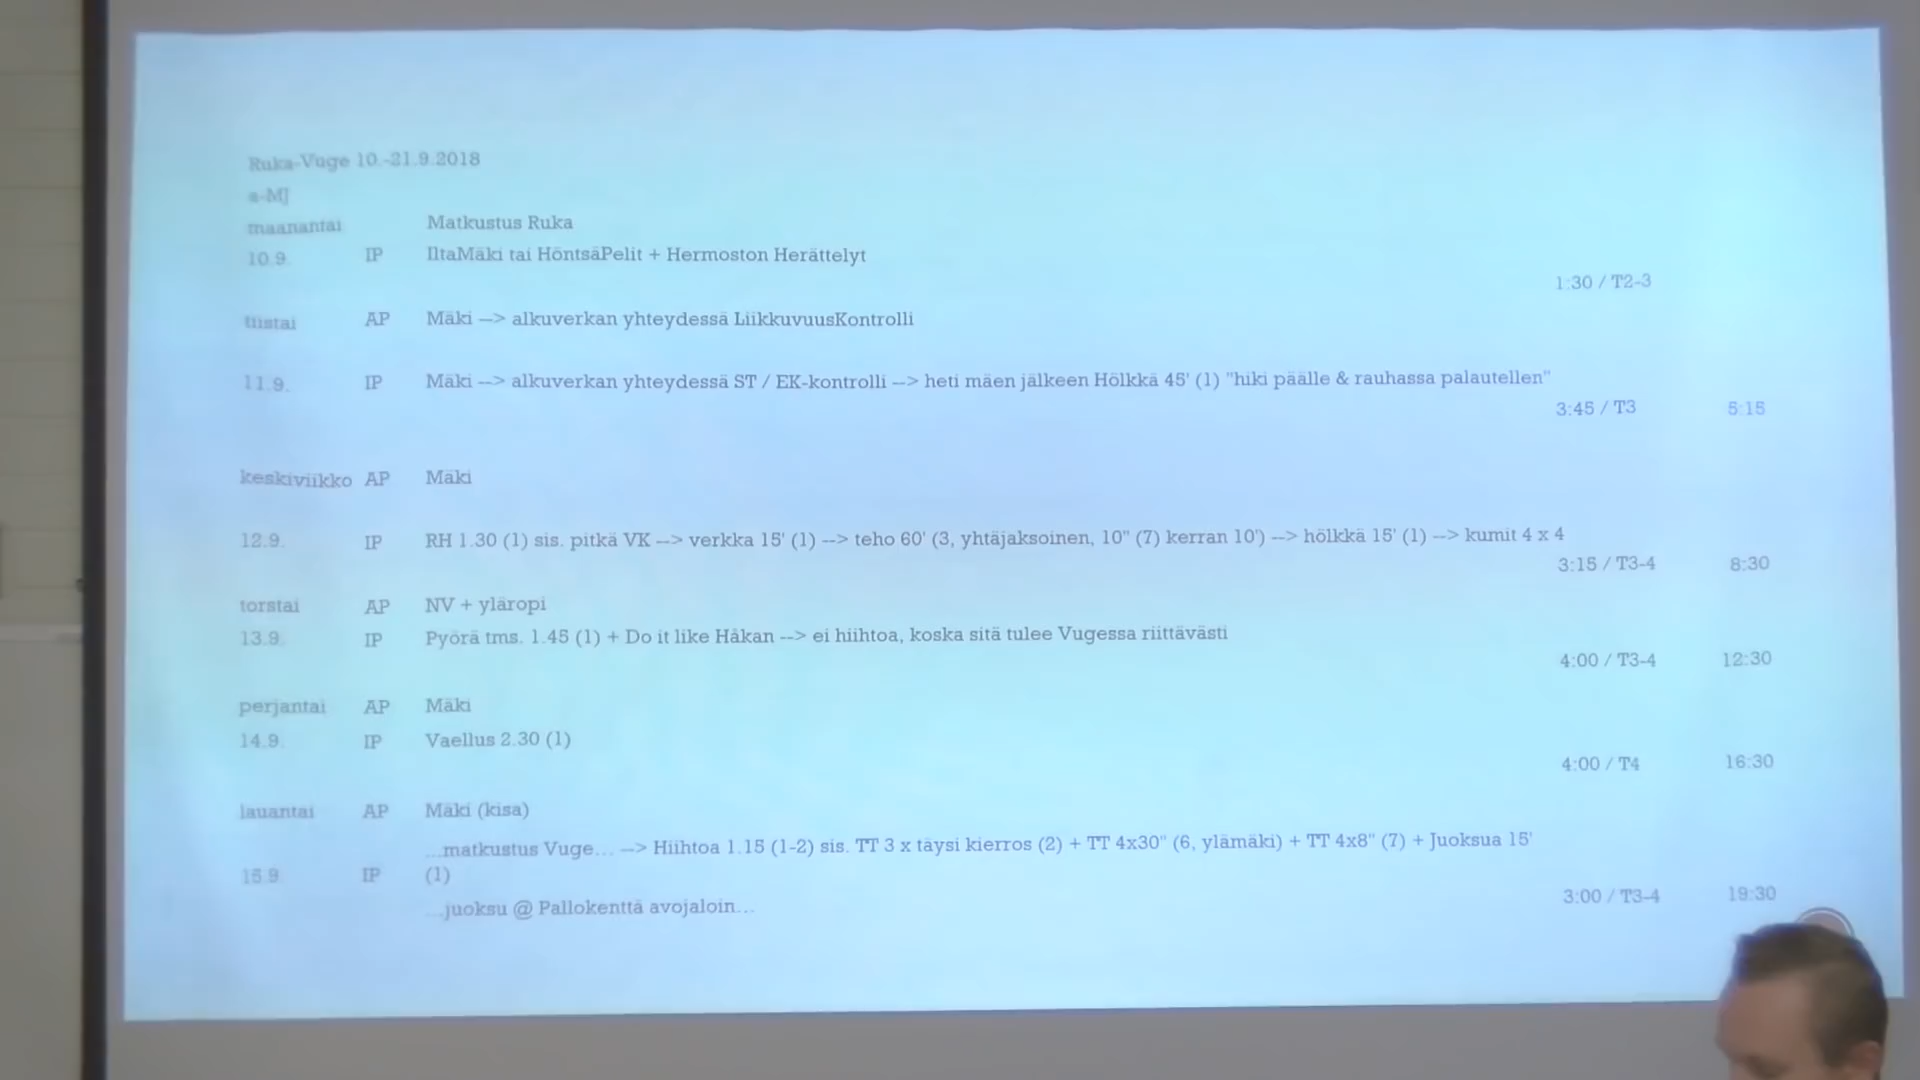 Ruka-Vuge 10.-21.9.2018
a-MJ
maanantai Matkustus Ruka
10.9. IP IltaMäki tai HöntsäPelit + Hermoston Herättelyt
1:30 / T2-3
tiistai AP Mäki --> alkuverkan yhteydessä LiikkuvuusKontrolli
11.9. IP Mäki --> alkuverkan yhteydessä ST / EK-kontrolli --> heti mäen jälkeen Hölkkä 45' (1) "hiki päälle & rauhassa palautellen"
3:45 / T3 5:15
keskiviikko AP Mäki
12.9. IP RH 1.30 (1) sis. pitkä VK --> verkka 15' (1) --> teho 60' (3, yhtäjaksoinen, 10" (7) kerran 10') --> hölkkä 15' (1) --> kumit 4 x 4
3:15 / T3-4 8:30
torstai AP NV + yläropi
13.9. IP Pyörä tms. 1.45 (1) + Do it like Håkan --> ei hiihtoa, koska sitä tulee Vugessa riittävästi
4:00 / T3-4 12:30
perjantai AP Mäki
14.9. IP Vaellus 2.30 (1)
4:00 / T4 16:30
lauantai AP Mäki (kisa)
...matkustus Vuge... --> Hiihtoa 1.15 (1-2) sis. TT 3 x täysi kierros (2) + TT 4x30" (6, ylämäki) + TT 4x8" (7) + Juoksua 15'
15.9. IP (1)
...juoksu @ Pallokenttä avojaloin...
3:00 / T3-4 19:30